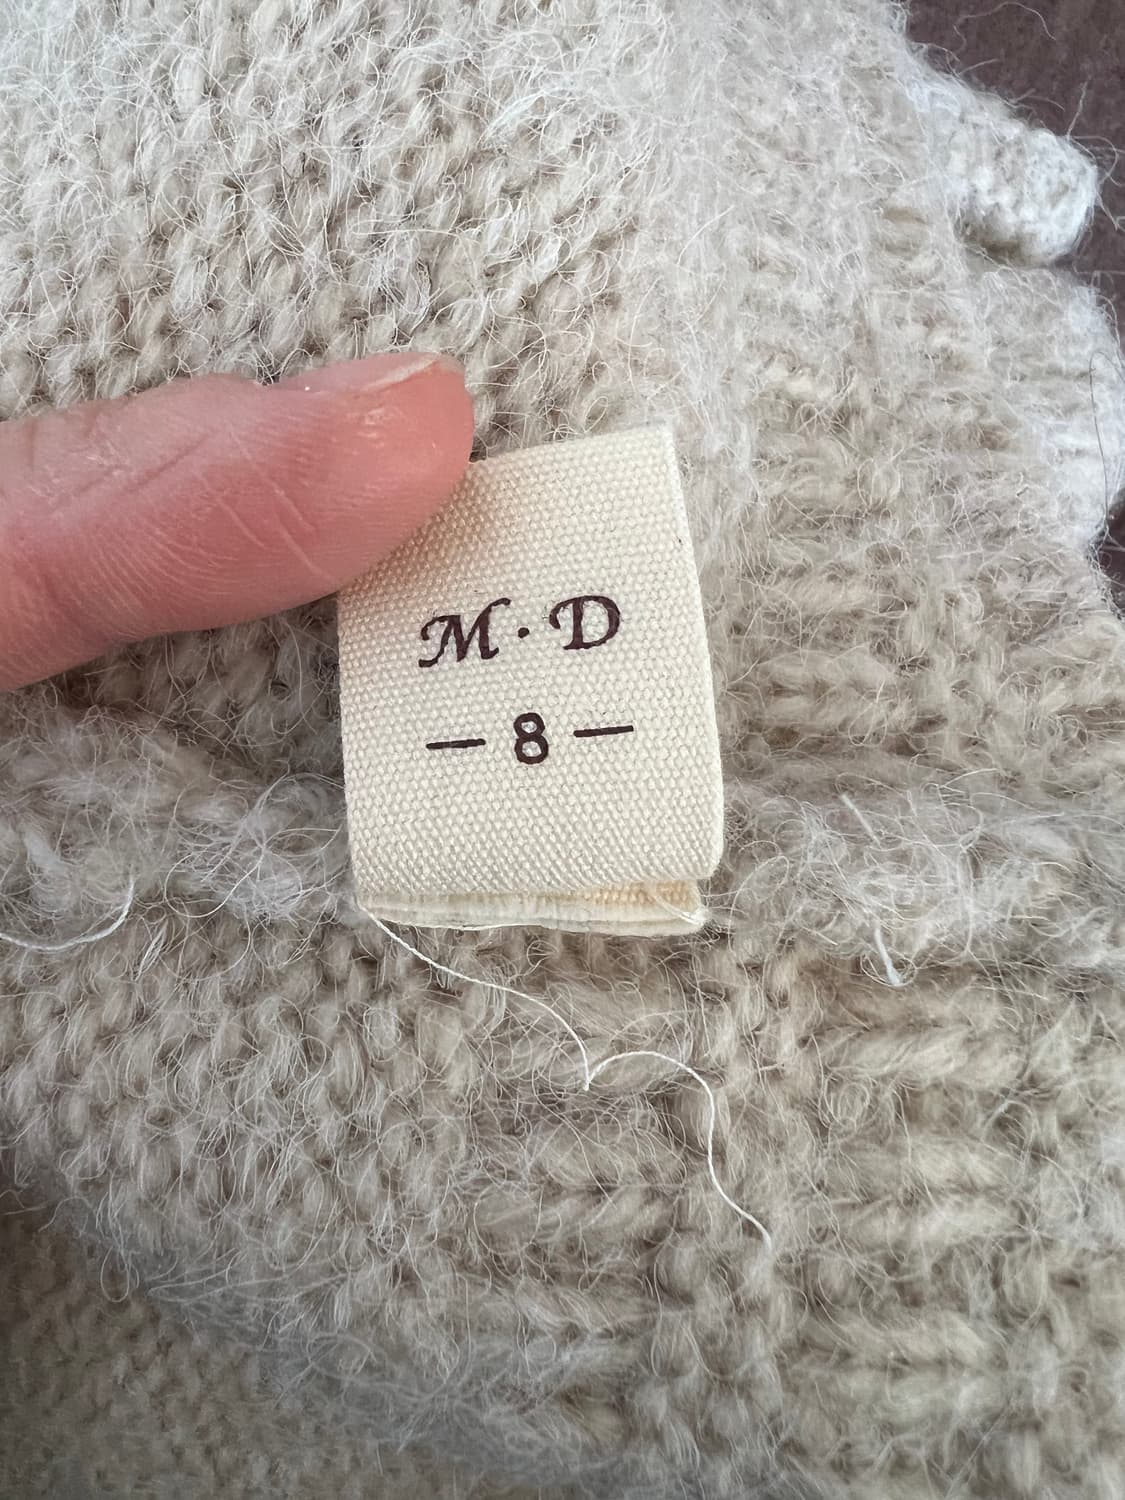 M·D
— 8 —